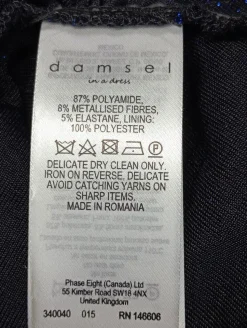 damsel
in a dress
87% POLYAMIDE,
8% METALLISED FIBRES,
5% ELASTANE, LINING:
100% POLYESTER
DELICATE DRY CLEAN ONLY.
IRON ON REVERSE. DELICATE
AVOID CATCHING YARNS ON
SHARP ITEMS.
MADE IN ROMANIA
Phase Eight (Canada) Ltd
55 Kimber Road SW18 4NX
United Kingdom
340040 015 RN 146606